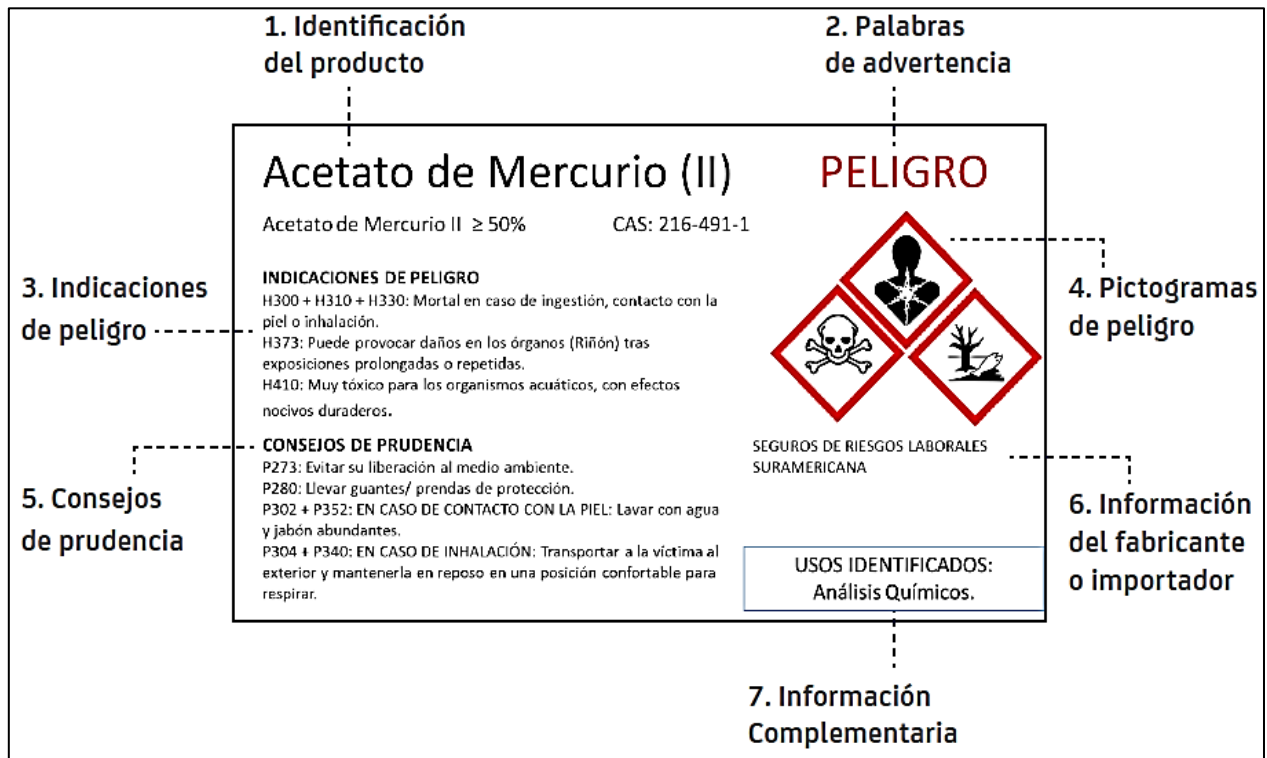 1. Identificación
del producto
2. Palabras
de advertencia
Acetato de Mercurio (II)
PELIGRO
Acetato de Mercurio II ≥ 50%
CAS: 216-491-1
3. Indicaciones
de peligro
INDICACIONES DE PELIGRO
H300 + H310 + H330: Mortal en caso de ingestión, contacto con la
piel o inhalación.
H373: Puede provocar daños en los órganos (Riñón) tras
exposiciones prolongadas o repetidas.
H410: Muy tóxico para los organismos acuáticos, con efectos
nocivos duraderos.
4. Pictogramas
de peligro
5. Consejos
de prudencia
CONSEJOS DE PRUDENCIA
P273: Evitar su liberación al medio ambiente.
P280: Llevar guantes/ prendas de protección.
P302 + P352: EN CASO DE CONTACTO CON LA PIEL: Lavar con agua
y jabón abundantes.
P304 + P340: EN CASO DE INHALACIÓN: Transportar a la víctima al
exterior y mantenerla en reposo en una posición confortable para
respirar.
SEGUROS DE RIESGOS LABORALES
SURAMERICANA
6. Información
del fabricante
o importador
USOS IDENTIFICADOS:
Análisis Químicos.
7. Información
Complementaria